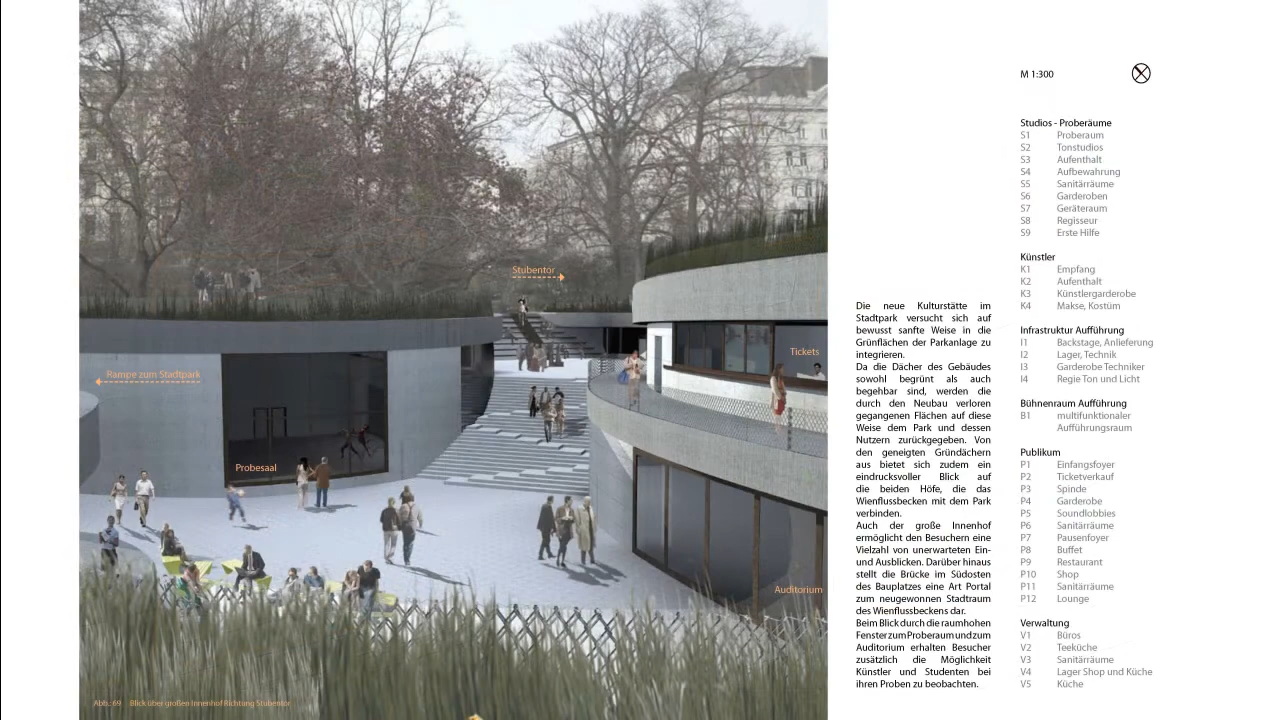 Stubentor
Rampe zum Stadtpark
Tickets
Probesaal
Auditorium
Abb.: 69 Blick über großen Innenhof Richtung Stubentor
Die neue Kulturstätte im
Stadtpark versucht sich auf
bewusst sanfte Weise in die
Grünflächen der Parkanlage zu
integrieren.
Da die Dächer des Gebäudes
sowohl begrünt als auch
begehbar sind, werden die
durch den Neubau verloren
gegangenen Flächen auf diese
Weise dem Park und dessen
Nutzern zurückgegeben. Von
den geneigten Gründächern
aus bietet sich zudem ein
eindrucksvoller Blick auf
die beiden Höfe, die das
Wienflussbecken mit dem Park
verbinden.
Auch der große Innenhof
ermöglicht den Besuchern eine
Vielzahl von unerwarteten Ein-
und Ausblicken. Darüber hinaus
stellt die Brücke im Südosten
des Bauplatzes eine Art Portal
zum neugewonnen Stadtraum
des Wienflussbeckens dar.
Beim Blick durch die raumhohen
Fenster zum Proberaum und zum
Auditorium erhalten Besucher
zusätzlich die Möglichkeit
Künstler und Studenten bei
ihren Proben zu beobachten.
M 1:300
Studios - Proberäume
S1 Proberaum
S2 Tonstudios
S3 Aufenthalt
S4 Aufbewahrung
S5 Sanitärräume
S6 Garderoben
S7 Geräteraum
S8 Regisseur
S9 Erste Hilfe
Künstler
K1 Empfang
K2 Aufenthalt
K3 Künstlergarderobe
K4 Makse, Kostüm
Infrastruktur Aufführung
I1 Backstage, Anlieferung
I2 Lager, Technik
I3 Garderobe Techniker
I4 Regie Ton und Licht
Bühnenraum Aufführung
B1 multifunktionaler
Aufführungsraum
Publikum
P1 Einfangsfoyer
P2 Ticketverkauf
P3 Spinde
P4 Garderobe
P5 Soundlobbies
P6 Sanitärräume
P7 Pausenfoyer
P8 Buffet
P9 Restaurant
P10 Shop
P11 Sanitärräume
P12 Lounge
Verwaltung
V1 Büros
V2 Teeküche
V3 Sanitärräume
V4 Lager Shop und Küche
V5 Küche